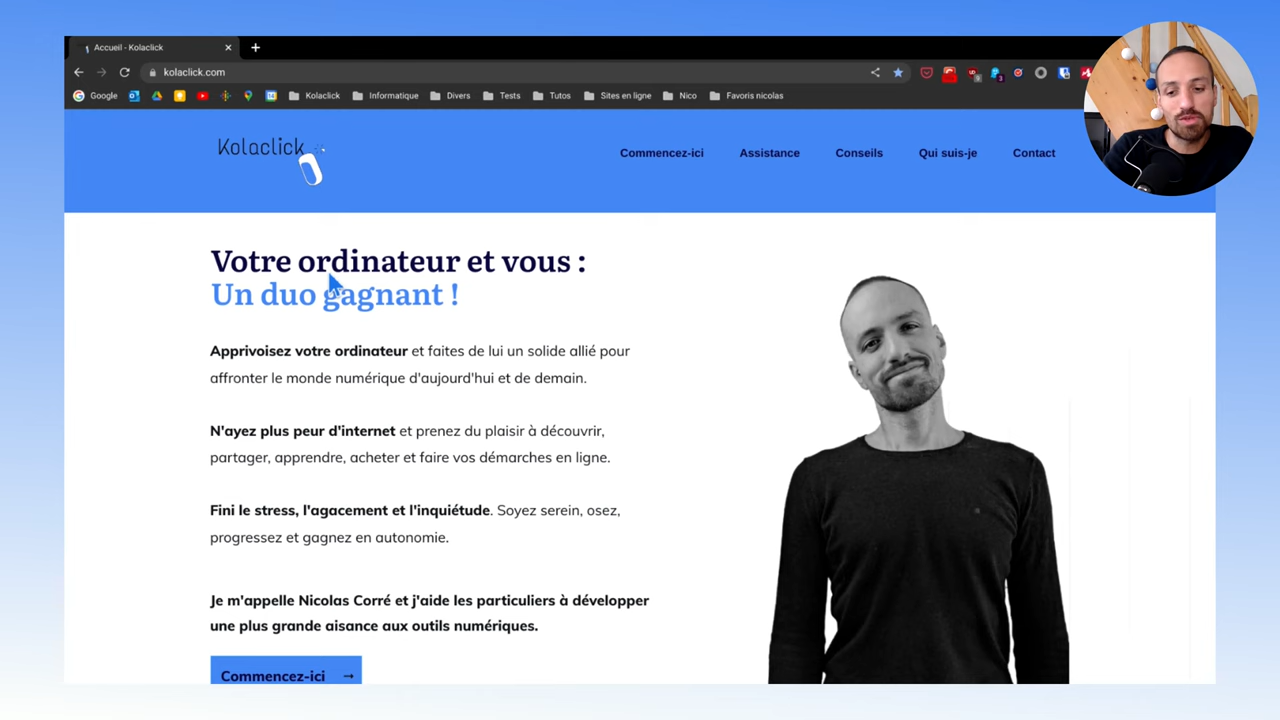 Accueil - Kolaclick
kolaclick.com
Google
Kolaclick
Informatique
Divers
Tests
Tutos
Sites en ligne
Nico
Favoris nicolas
Kolaclick
Commencez-ici
Assistance
Conseils
Qui suis-je
Contact
Votre ordinateur et vous :
Un duo gagnant !
Apprivoisez votre ordinateur et faites de lui un solide allié pour
affronter le monde numérique d'aujourd'hui et de demain.
N'ayez plus peur d'internet et prenez du plaisir à découvrir,
partager, apprendre, acheter et faire vos démarches en ligne.
Fini le stress, l'agacement et l'inquiétude. Soyez serein, osez,
progressez et gagnez en autonomie.
Je m'appelle Nicolas Corré et j'aide les particuliers à développer
une plus grande aisance aux outils numériques.
Commencez-ici →